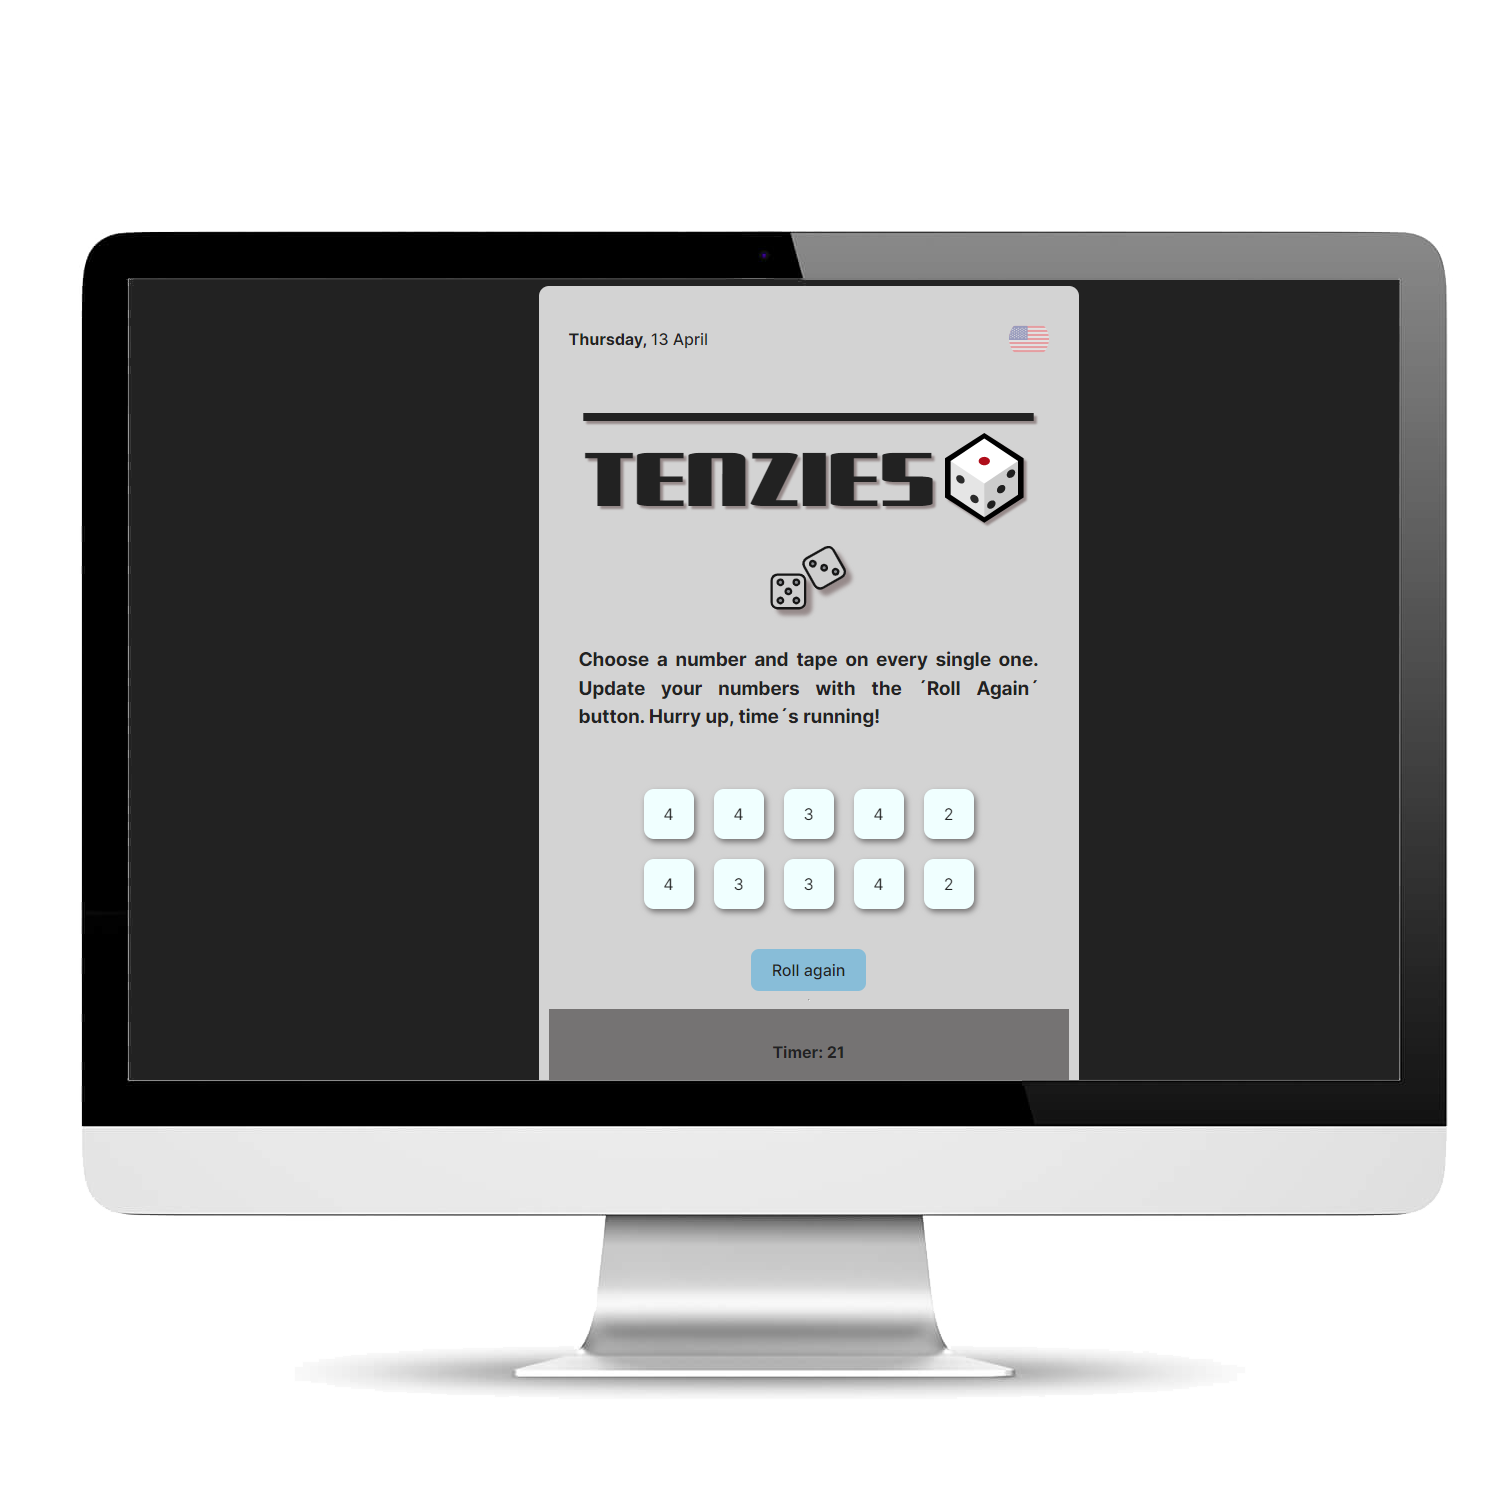 Thursday, 13 April
TENZIES
Choose a number and tape on every single one.
Update your numbers with the ´Roll Again´
button. Hurry up, time´s running!
4 4 3 4 2
4 3 3 4 2
Roll again
Timer: 21